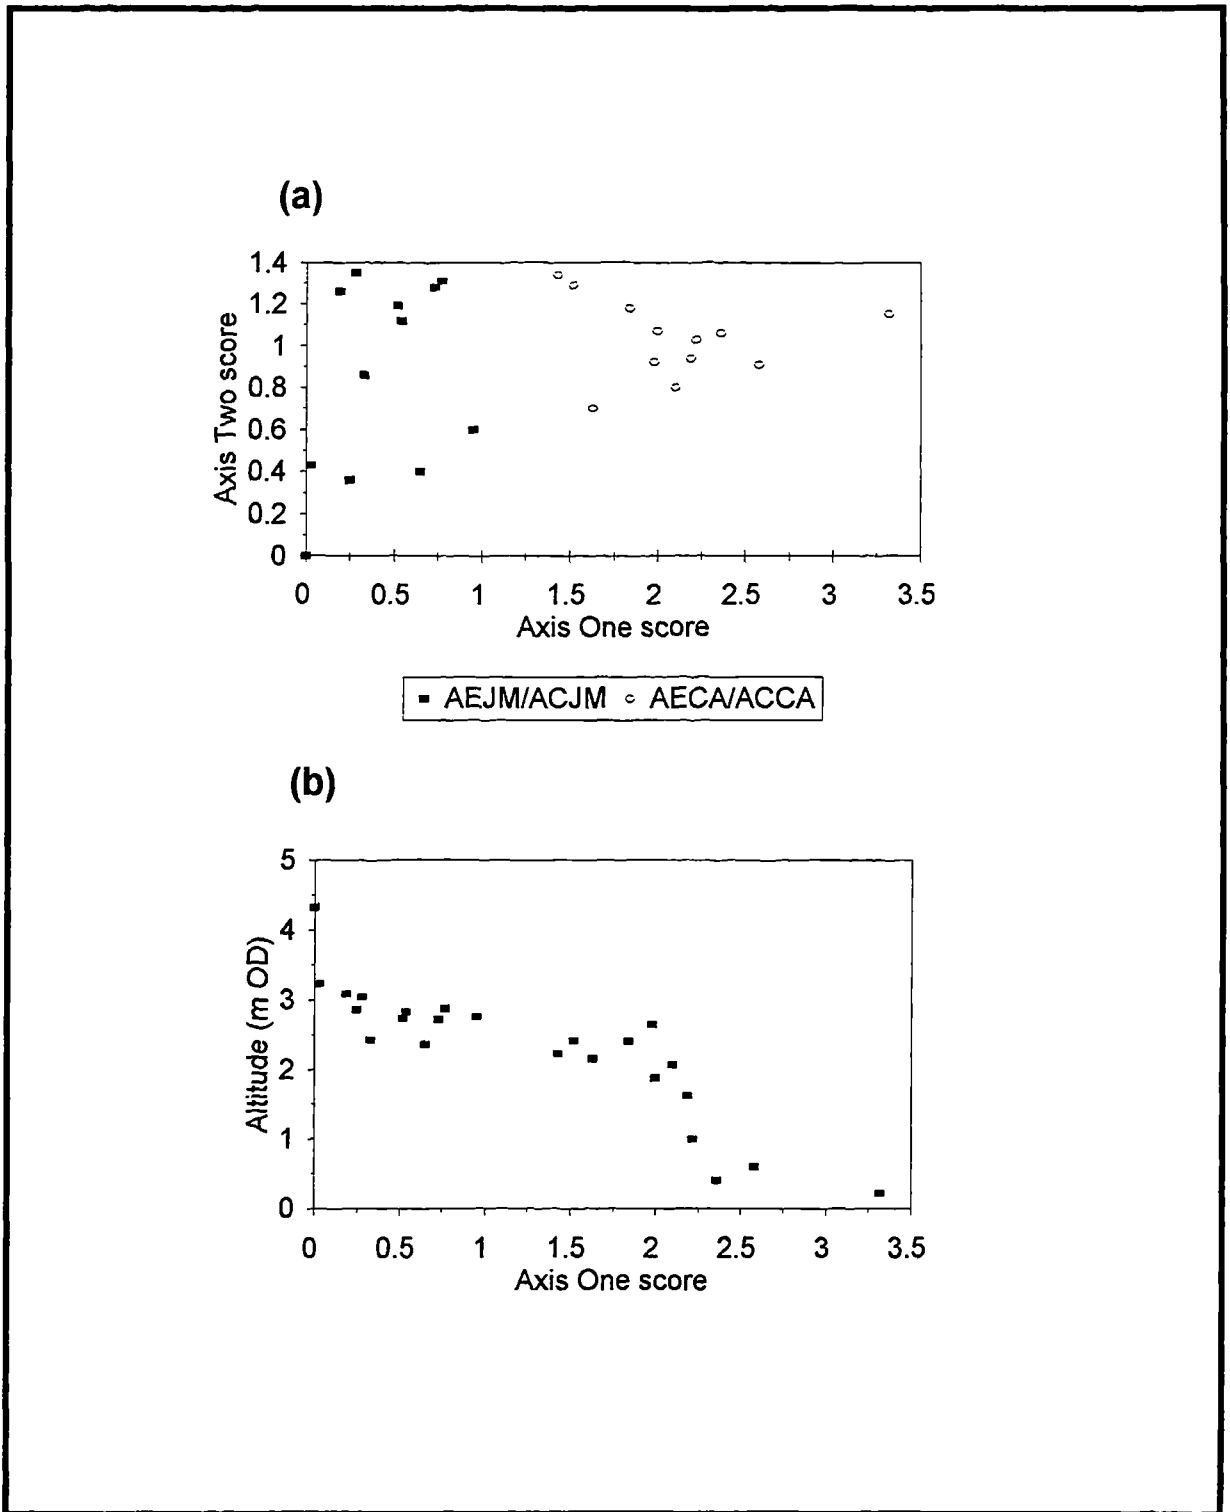 (a)
Axis Two score
1.4
1.2
1
0.8
0.6
0.4
0.2
0
0 0.5 1 1.5 2 2.5 3 3.5
Axis One score
AEJM/ACJM AECA/ACCA
(b)
Altitude (m OD)
5
4
3
2
1
0
0 0.5 1 1.5 2 2.5 3 3.5
Axis One score